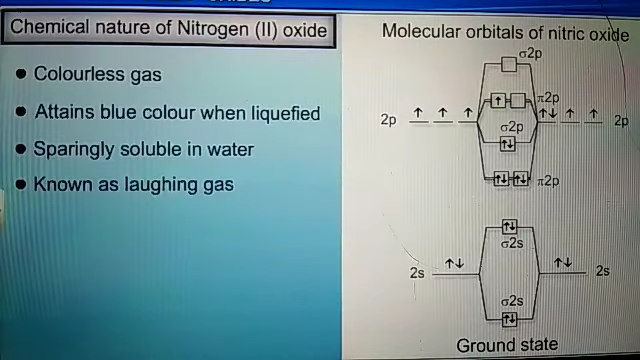 Chemical nature of Nitrogen (II) oxide
● Colourless gas
● Attains blue colour when liquefied
● Sparingly soluble in water
● Known as laughing gas
Molecular orbitals of nitric oxide
σ2p
π2p
2p
2p
σ2p
π2p
σ2s
2s
2s
σ2s
Ground state